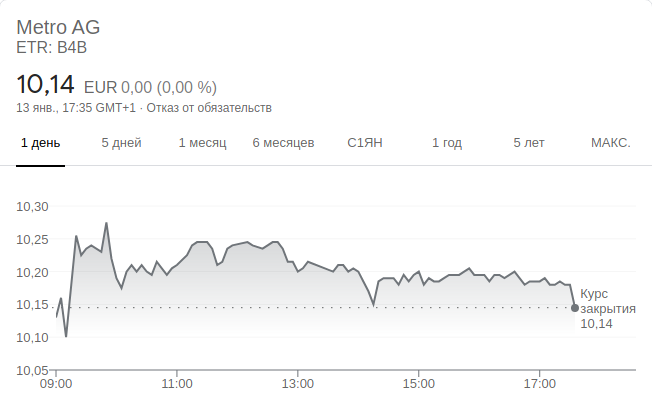 Metro AG
ETR: B4B
10,14 EUR 0,00 (0,00 %)
13 янв., 17:35 GMT+1 · Отказ от обязательств
1 день 5 дней 1 месяц 6 месяцев С1ЯН 1 год 5 лет МАКС.
10,30
10,25
10,20
10,15
10,10
10,05
Курс
закрытия
10,14
09:00 11:00 13:00 15:00 17:00